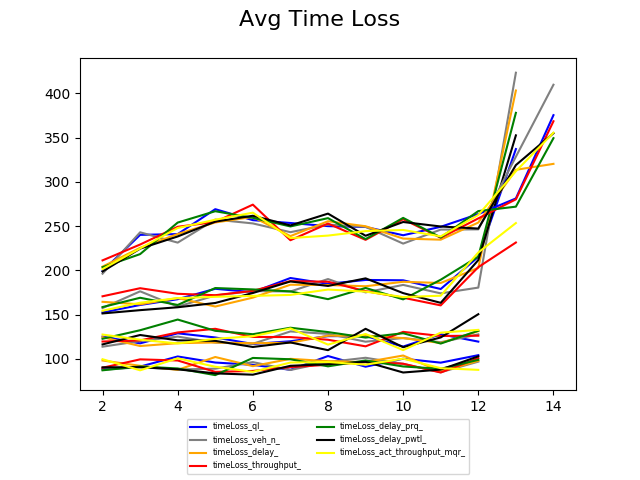 Avg Time Loss
400
350
300
250
200
150
100
2 4 6 8 10 12 14
timeLoss_ql_ timeLoss_delay_prq_
timeLoss_veh_n_ timeLoss_delay_pwtl_
timeLoss_delay_ timeLoss_act_throughput_mqr_
timeLoss_throughput_